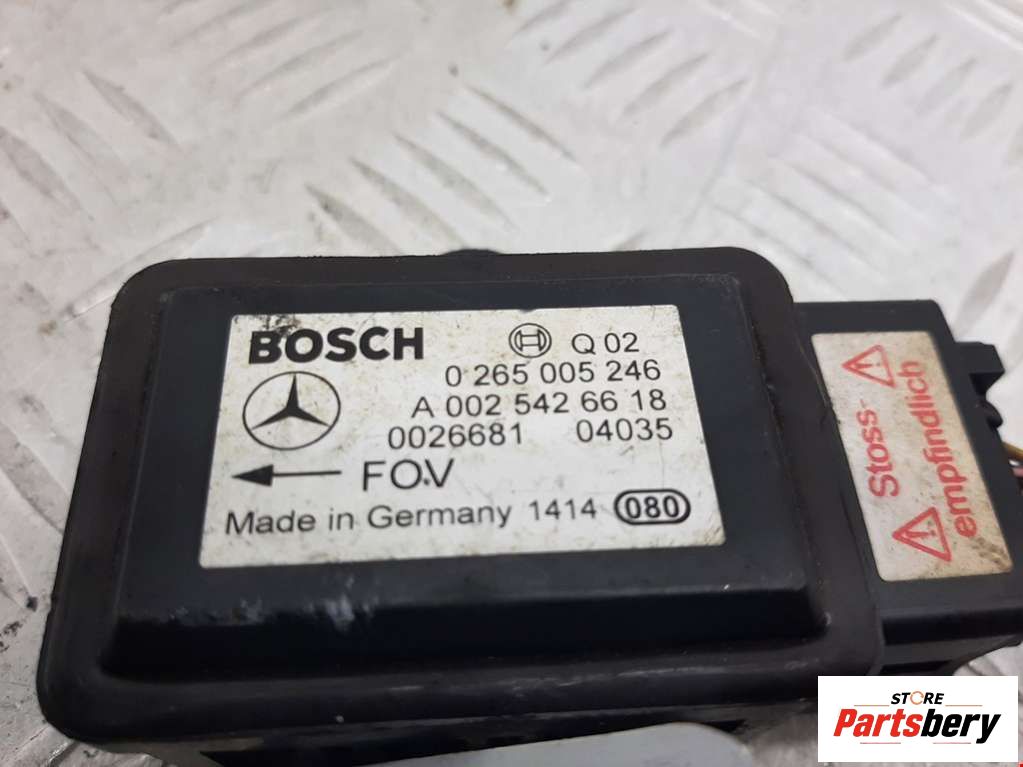 BOSCH Q 02
0 265 005 246
A 002 542 66 18
0026681 04035
FO.V
Made in Germany 1414 080
Stoss-
empfindlich
STORE
Partsbery